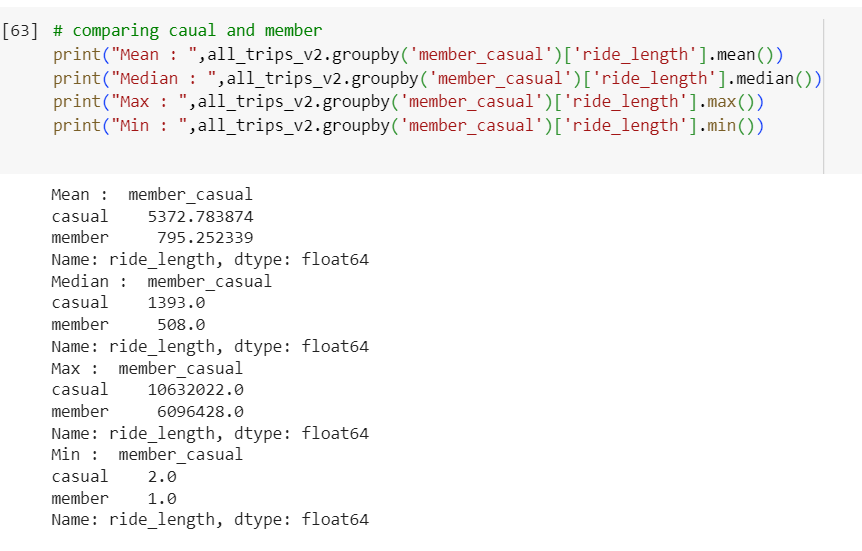 [63] # comparing caual and member
print("Mean : ",all_trips_v2.groupby('member_casual')['ride_length'].mean())
print("Median : ",all_trips_v2.groupby('member_casual')['ride_length'].median())
print("Max : ",all_trips_v2.groupby('member_casual')['ride_length'].max())
print("Min : ",all_trips_v2.groupby('member_casual')['ride_length'].min())
Mean :  member_casual
casual    5372.783874
member     795.252339
Name: ride_length, dtype: float64
Median :  member_casual
casual    1393.0
member     508.0
Name: ride_length, dtype: float64
Max :  member_casual
casual    10632022.0
member     6096428.0
Name: ride_length, dtype: float64
Min :  member_casual
casual    2.0
member    1.0
Name: ride_length, dtype: float64